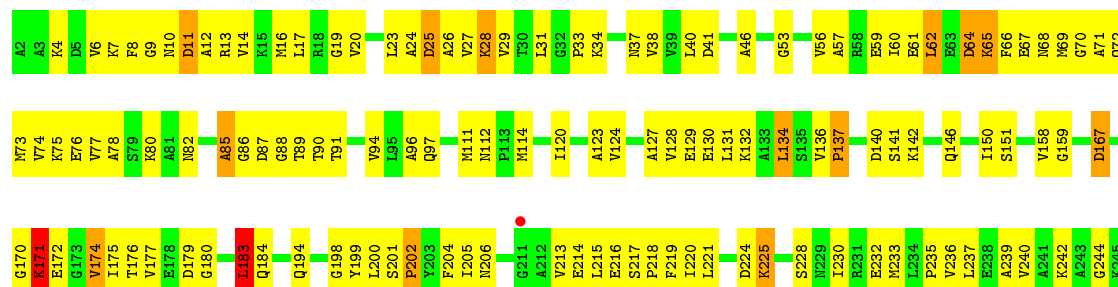 A2 A3 K4 D5 V6 K7 F8 G9 N10 D11 A12 R13 V14 K15 M16 L17 R18 G19 V20 L23 A24 D25 A26 V27 K28 V29 T30 L31 G32 P33 K34 N37 V38 V39 L40 D41 A46 G53 V56 A57 R58 E59 I60 E61 L62 E63 D64 K65 F66 E67 N68 M69 G70 A71 Q72
M73 V74 K75 E76 V77 A78 S79 K80 A81 N82 A85 G86 D87 G88 T89 T90 T91 V94 L95 A96 Q97 M111 N112 P113 M114 I120 A123 V124 A127 V128 E129 E130 L131 K132 A133 L134 S135 V136 P137 D140 S141 K142 Q146 I150 S151 V158 G159 D167
G170 K171 E172 G173 V174 I175 T176 V177 E178 D179 G180 L183 Q184 Q194 G198 Y199 L200 S201 P202 Y203 F204 I205 N206 G211 A212 V213 E214 L215 E216 S217 P218 F219 I220 L221 D224 K225 S228 N229 I230 R231 E232 M233 L234 P235 V236 L237 E238 A239 V240 A241 K242 A243 G244 K245